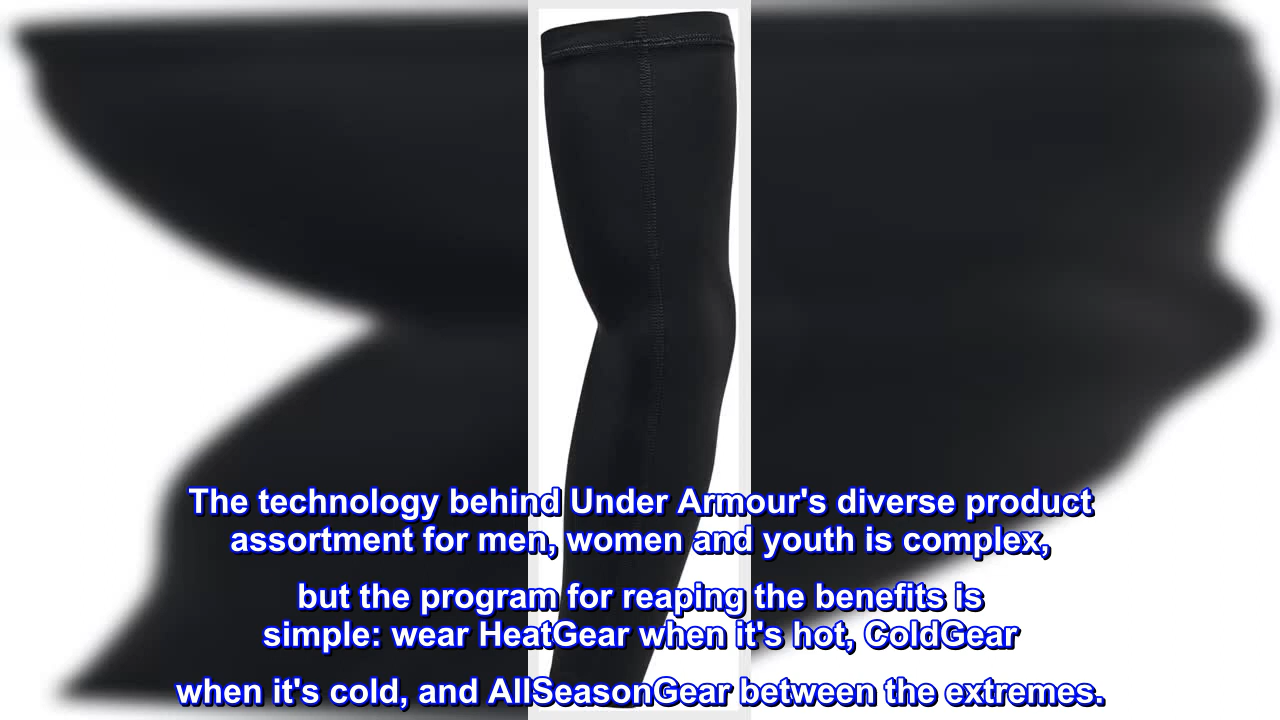 The technology behind Under Armour's diverse product
assortment for men, women and youth is complex,
but the program for reaping the benefits is
simple: wear HeatGear when it's hot, ColdGear
when it's cold, and AllSeasonGear between the extremes.